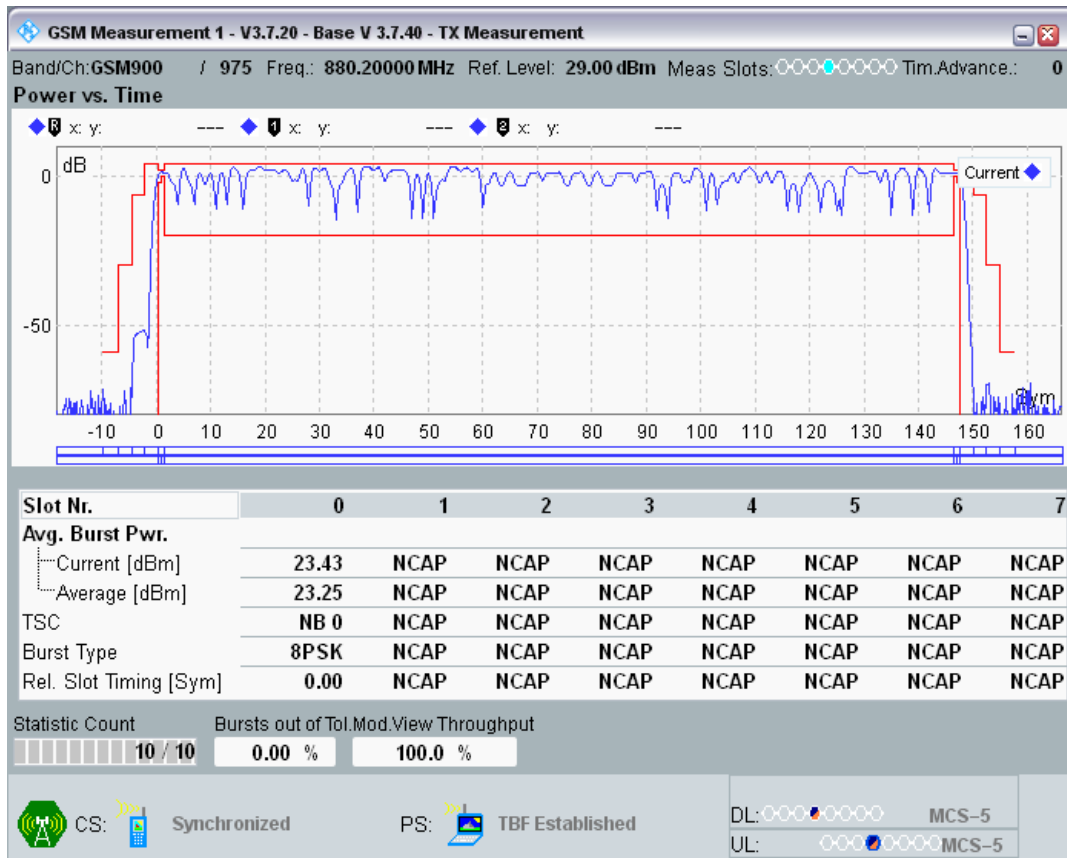 GSM Measurement 1 - V3.7.20 - Base V 3.7.40 - TX Measurement
Band/Ch:GSM900 / 975 Freq.: 880.20000 MHz Ref. Level: 29.00 dBm Meas Slots: Tim.Advance.: 0
Power vs. Time
R x: y: --- 1 x: y: --- 2 x: y: ---
dB
Current
0
-50
Sym
-10 0 10 20 30 40 50 60 70 80 90 100 110 120 130 140 150 160
Slot Nr. 0 1 2 3 4 5 6 7
Avg. Burst Pwr.
Current [dBm] 23.43 NCAP NCAP NCAP NCAP NCAP NCAP NCAP
Average [dBm] 23.25 NCAP NCAP NCAP NCAP NCAP NCAP NCAP
TSC NB 0 NCAP NCAP NCAP NCAP NCAP NCAP NCAP
Burst Type 8PSK NCAP NCAP NCAP NCAP NCAP NCAP NCAP
Rel. Slot Timing [Sym] 0.00 NCAP NCAP NCAP NCAP NCAP NCAP NCAP
Statistic Count Bursts out of Tol.Mod.View Throughput
10 / 10 0.00 % 100.0 %
CS: Synchronized PS: TBF Established
DL: MCS-5
UL: MCS-5